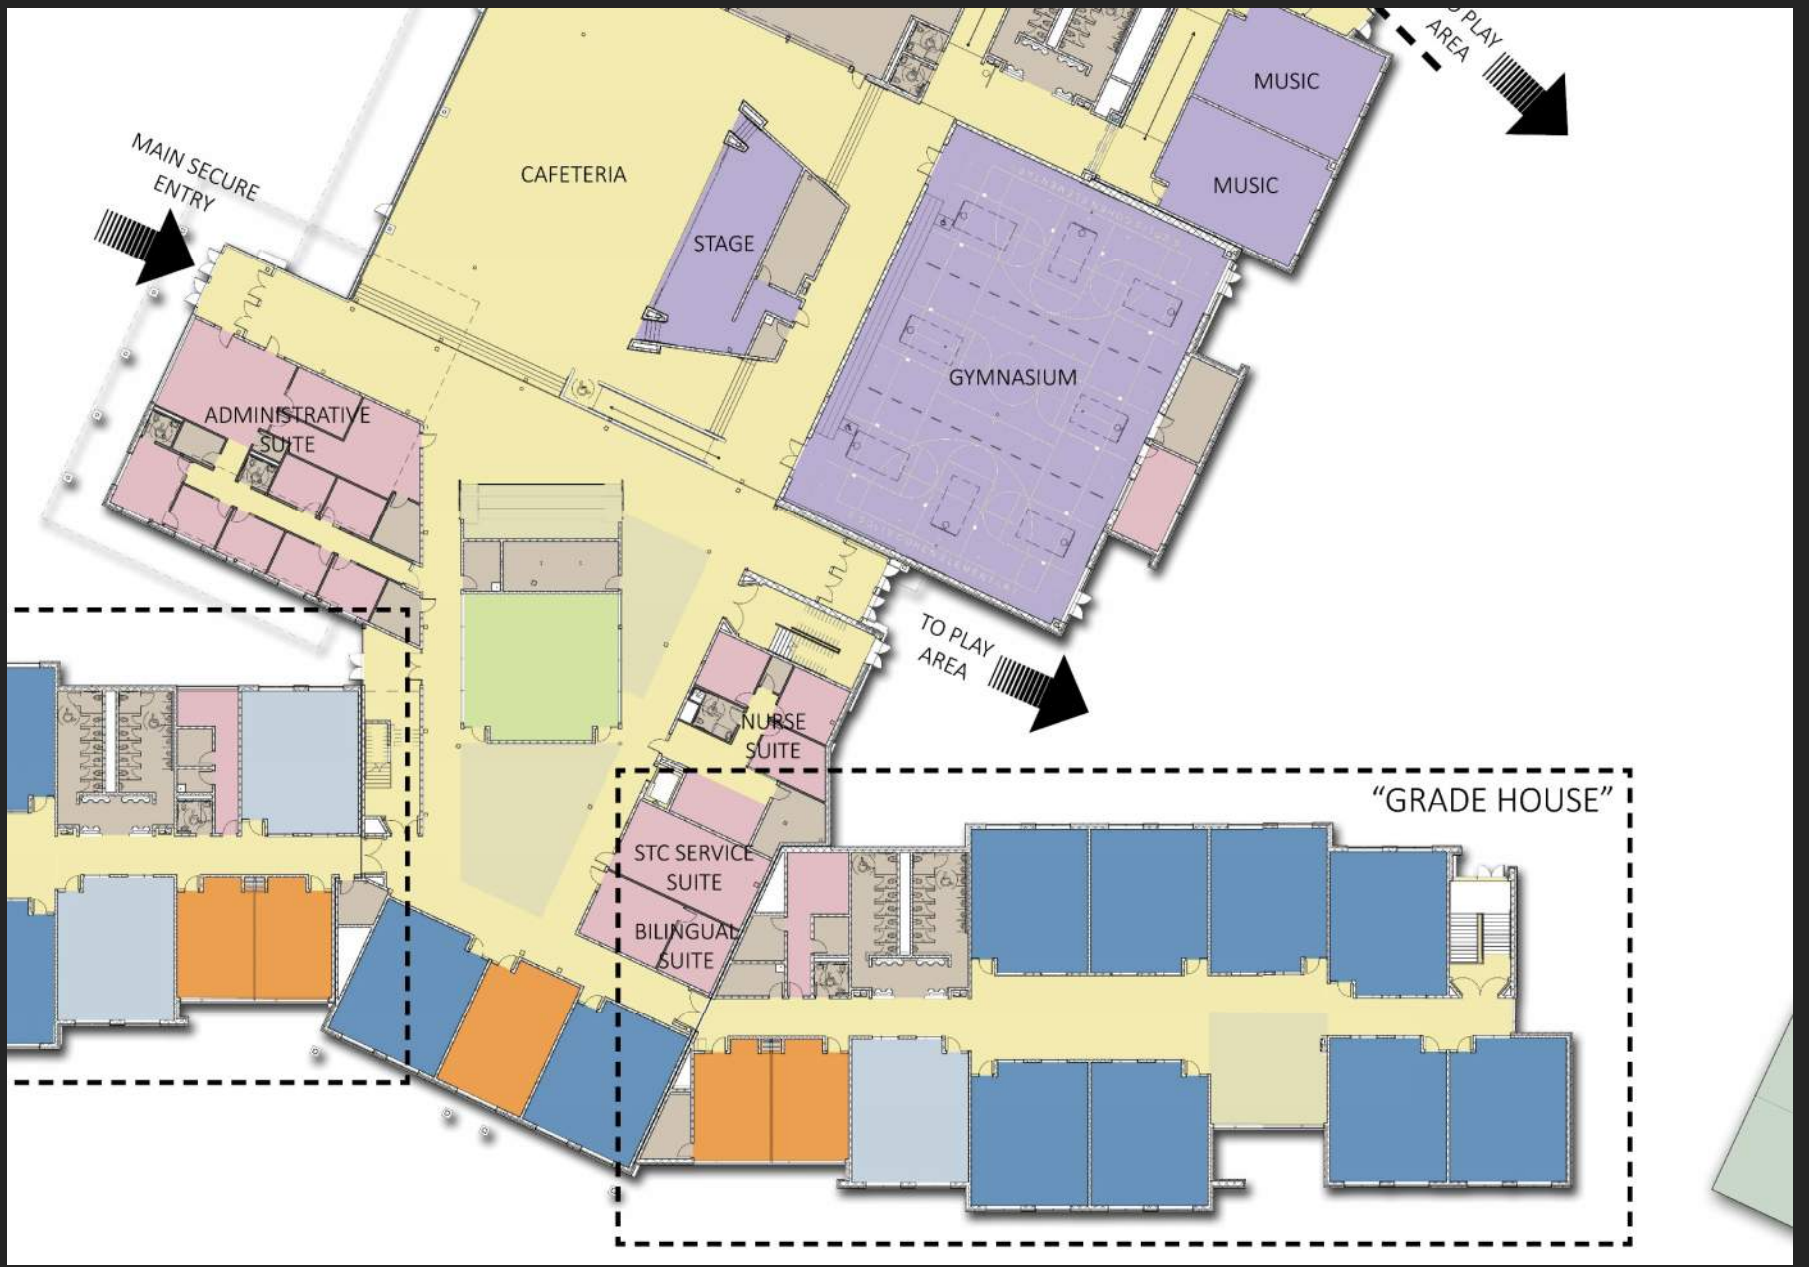 PLAY
AREA
MUSIC
MUSIC
MAIN SECURE
ENTRY
CAFETERIA
STAGE
GYMNASIUM
ADMINISTRATIVE
SUITE
TO PLAY
AREA
NURSE
SUITE
"GRADE HOUSE"
STC SERVICE
SUITE
BILINGUAL
SUITE